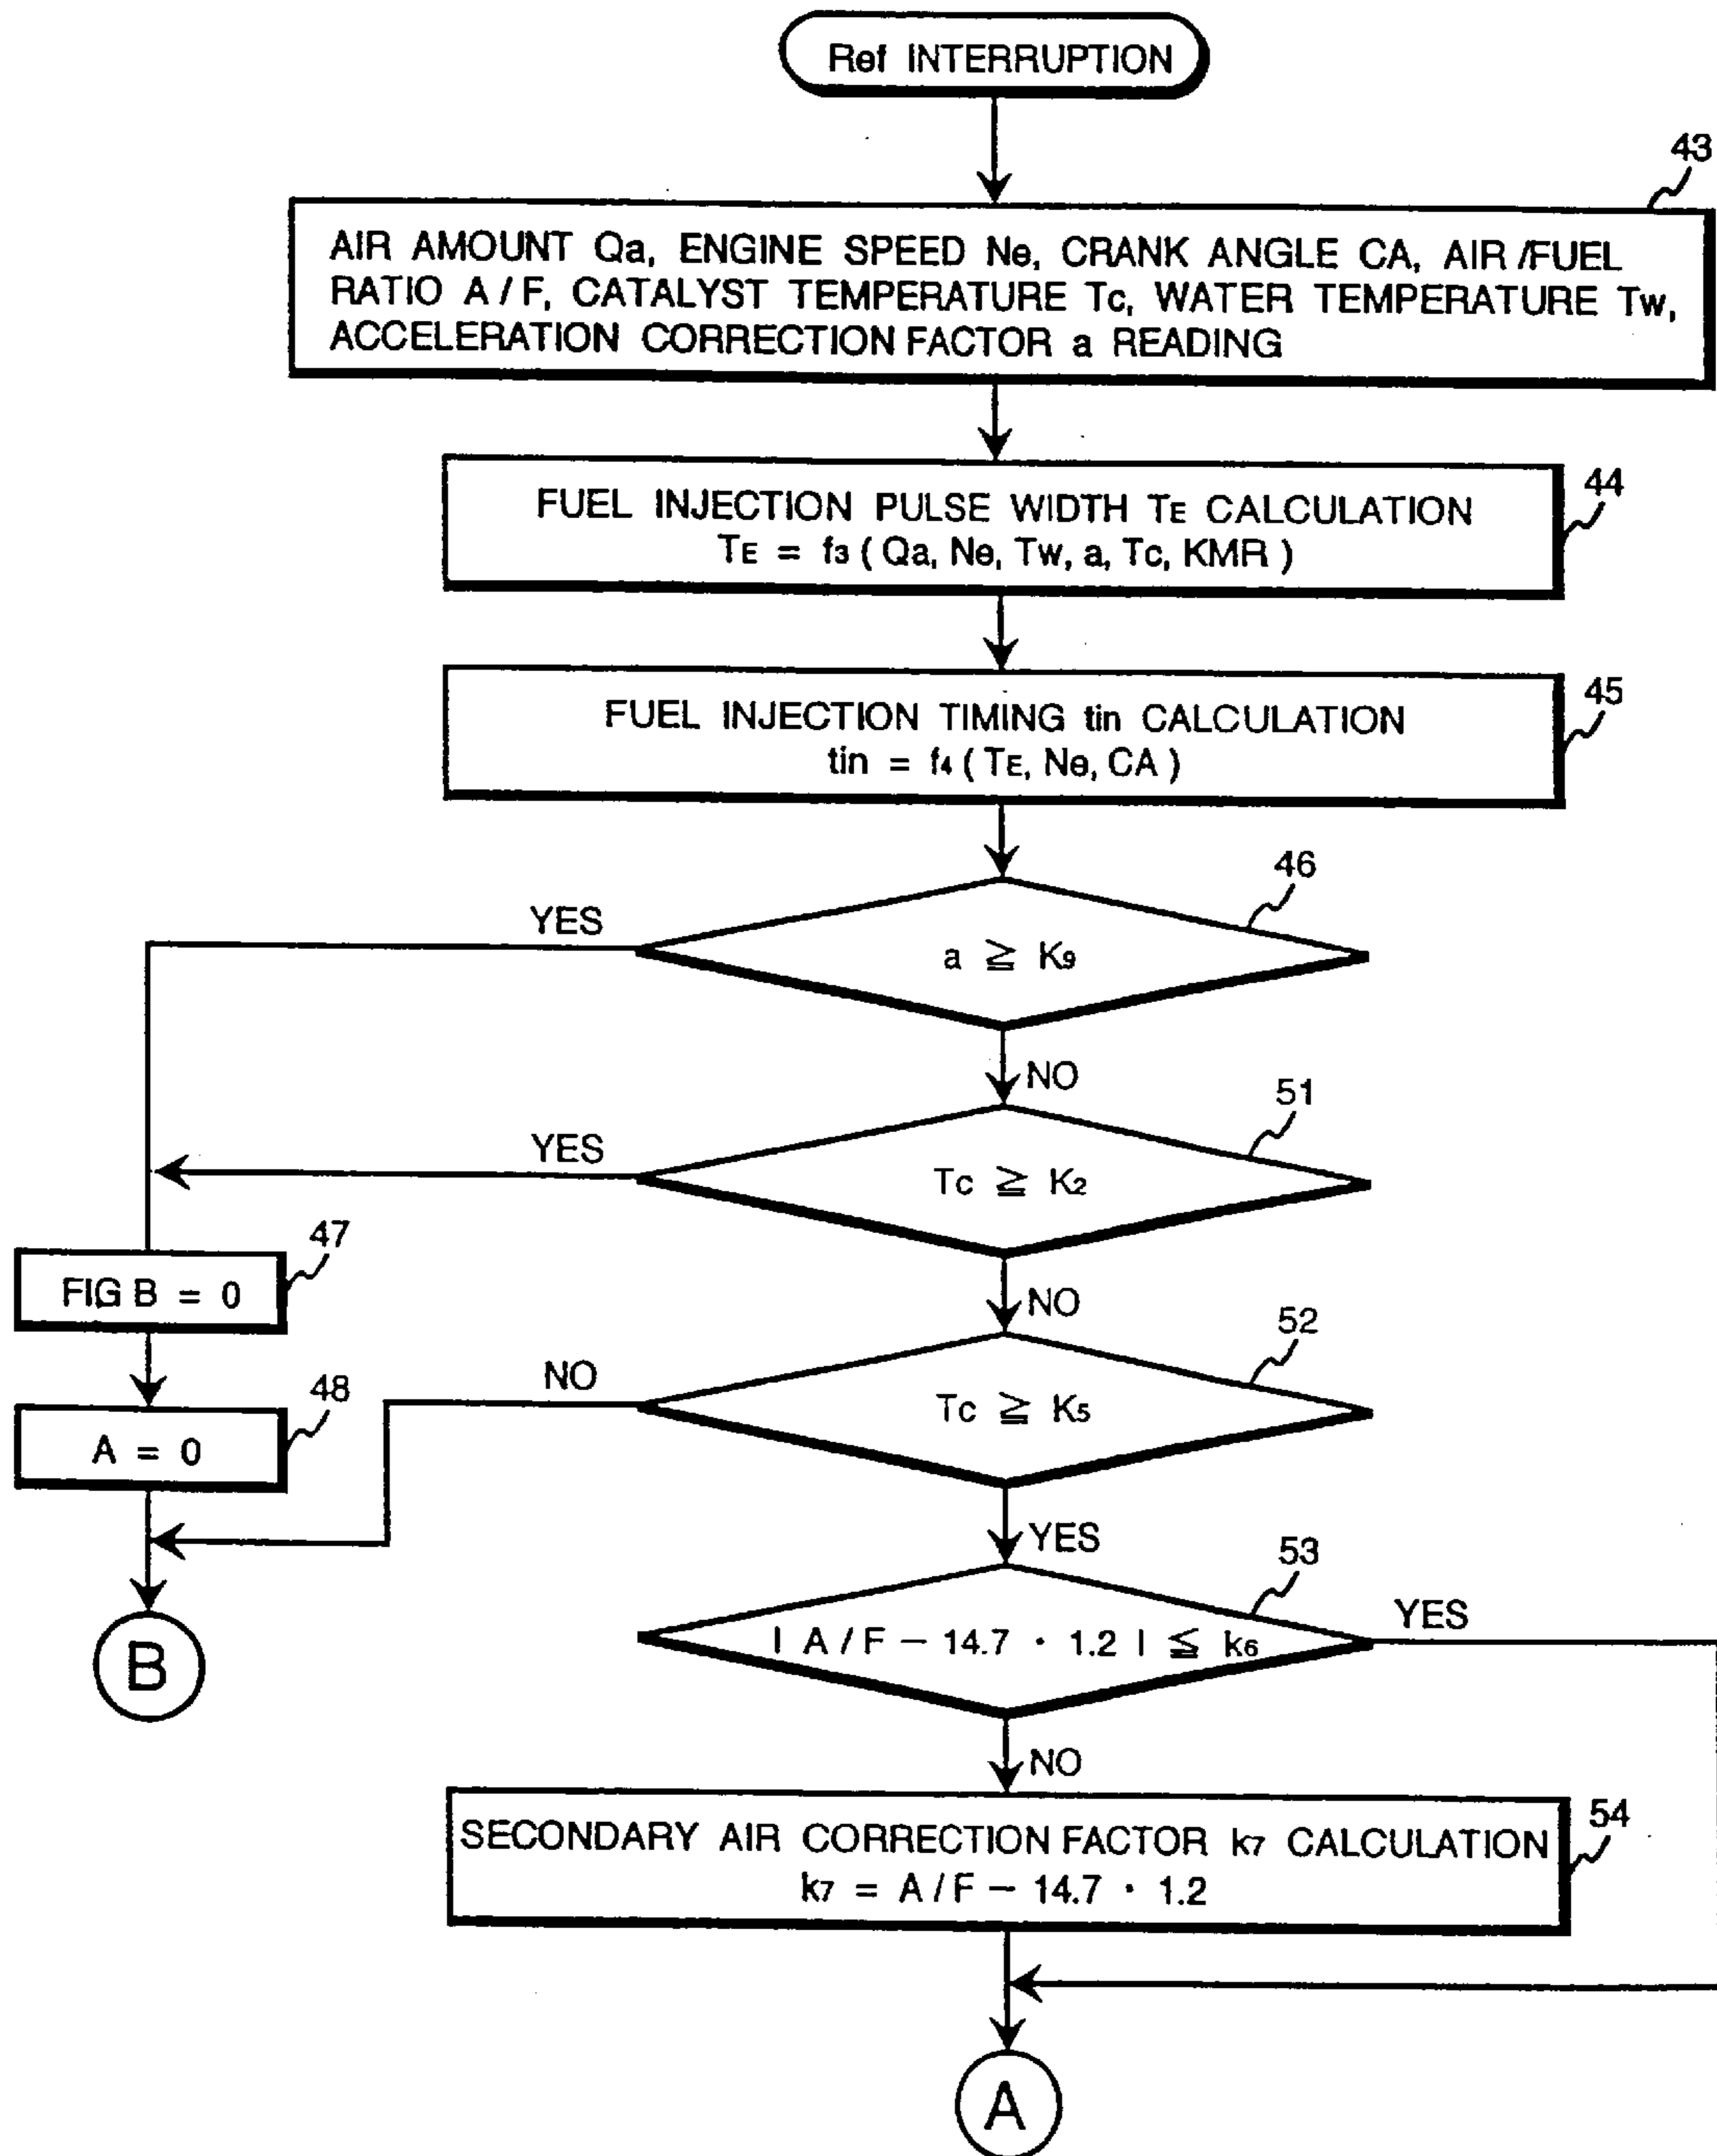 Ref INTERRUPTION
43
AIR AMOUNT Qa, ENGINE SPEED Ne, CRANK ANGLE CA, AIR/FUEL
RATIO A/F, CATALYST TEMPERATURE Tc, WATER TEMPERATURE Tw,
ACCELERATION CORRECTION FACTOR a READING
44
FUEL INJECTION PULSE WIDTH TE CALCULATION
TE = f3 ( Qa, Ne, Tw, a, Tc, KMR )
45
FUEL INJECTION TIMING tin CALCULATION
tin = f4 ( TE, Ne, CA )
46
YES
a ≧ K9
NO
51
YES
Tc ≧ K2
47
FIG B = 0
NO
52
NO
48
Tc ≧ K5
A = 0
YES
53
YES
| A/F − 14.7 · 1.2 | ≦ k6
B
NO
54
SECONDARY AIR CORRECTION FACTOR k7 CALCULATION
k7 = A/F − 14.7 · 1.2
A